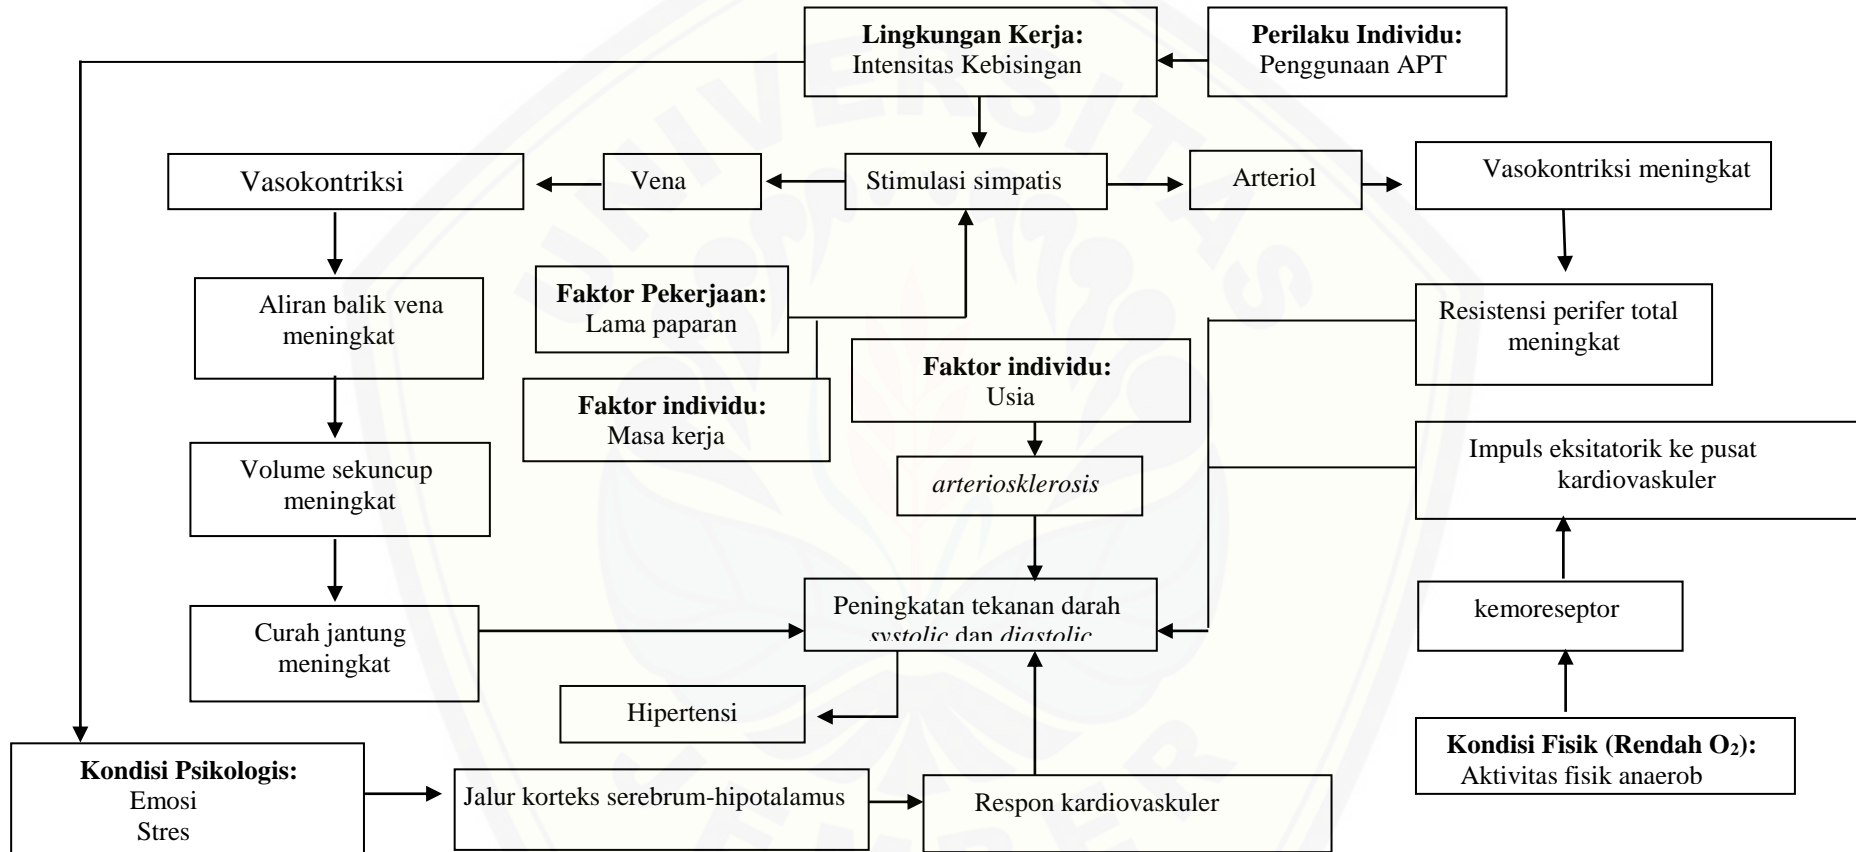 Lingkungan Kerja:
Intensitas Kebisingan
Perilaku Individu:
Penggunaan APT
Vasokontriksi
Vena
Stimulasi simpatis
Arteriol
Vasokontriksi meningkat
Aliran balik vena
meningkat
Faktor Pekerjaan:
Lama paparan
Resistensi perifer total
meningkat
Faktor individu:
Usia
Faktor individu:
Masa kerja
Volume sekuncup
meningkat
arteriosklerosis
Impuls eksitatorik ke pusat
kardiovaskuler
Curah jantung
meningkat
Peningkatan tekanan darah
systolic dan diastolic
kemoreseptor
Hipertensi
Kondisi Fisik (Rendah O₂):
Aktivitas fisik anaerob
Kondisi Psikologis:
Emosi
Stres
Jalur korteks serebrum-hipotalamus
Respon kardiovaskuler
UNIVERSITAS
JEMBER